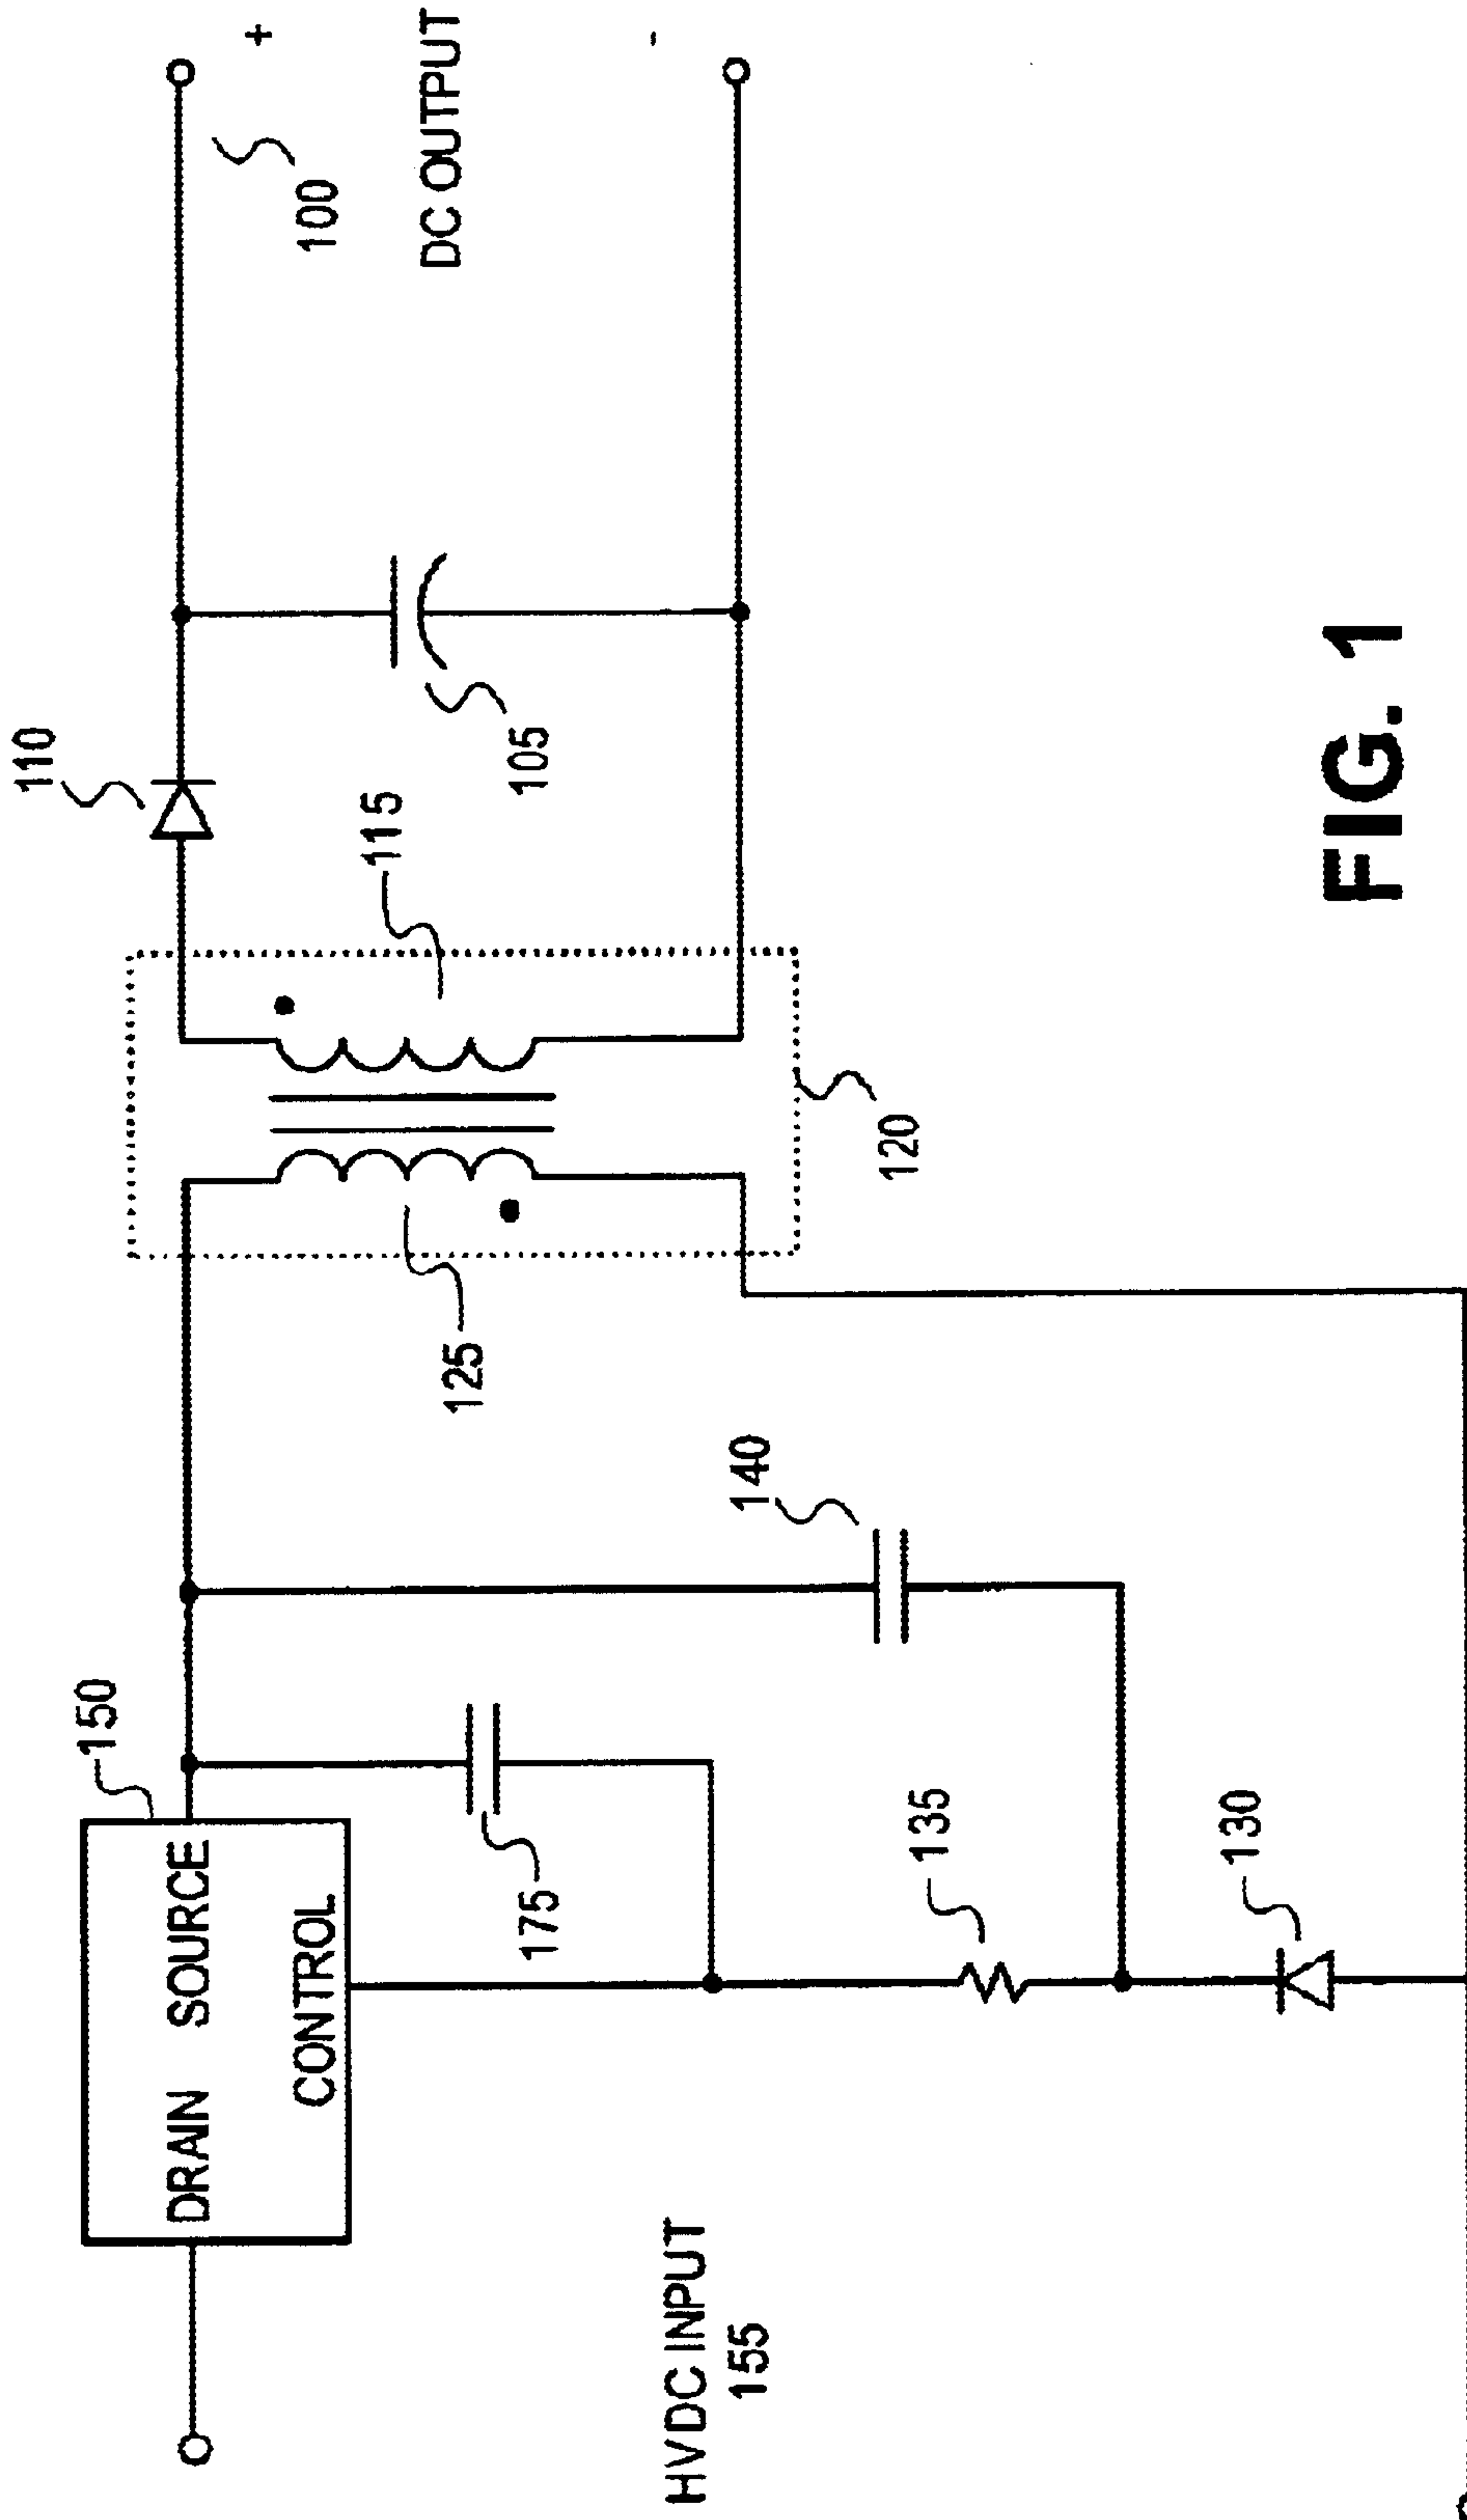 150
DRAIN SOURCE
CONTROL
175
HVDC INPUT
155
135
130
140
125
120
115
110
105
100
+
DC OUTPUT
-
FIG. 1